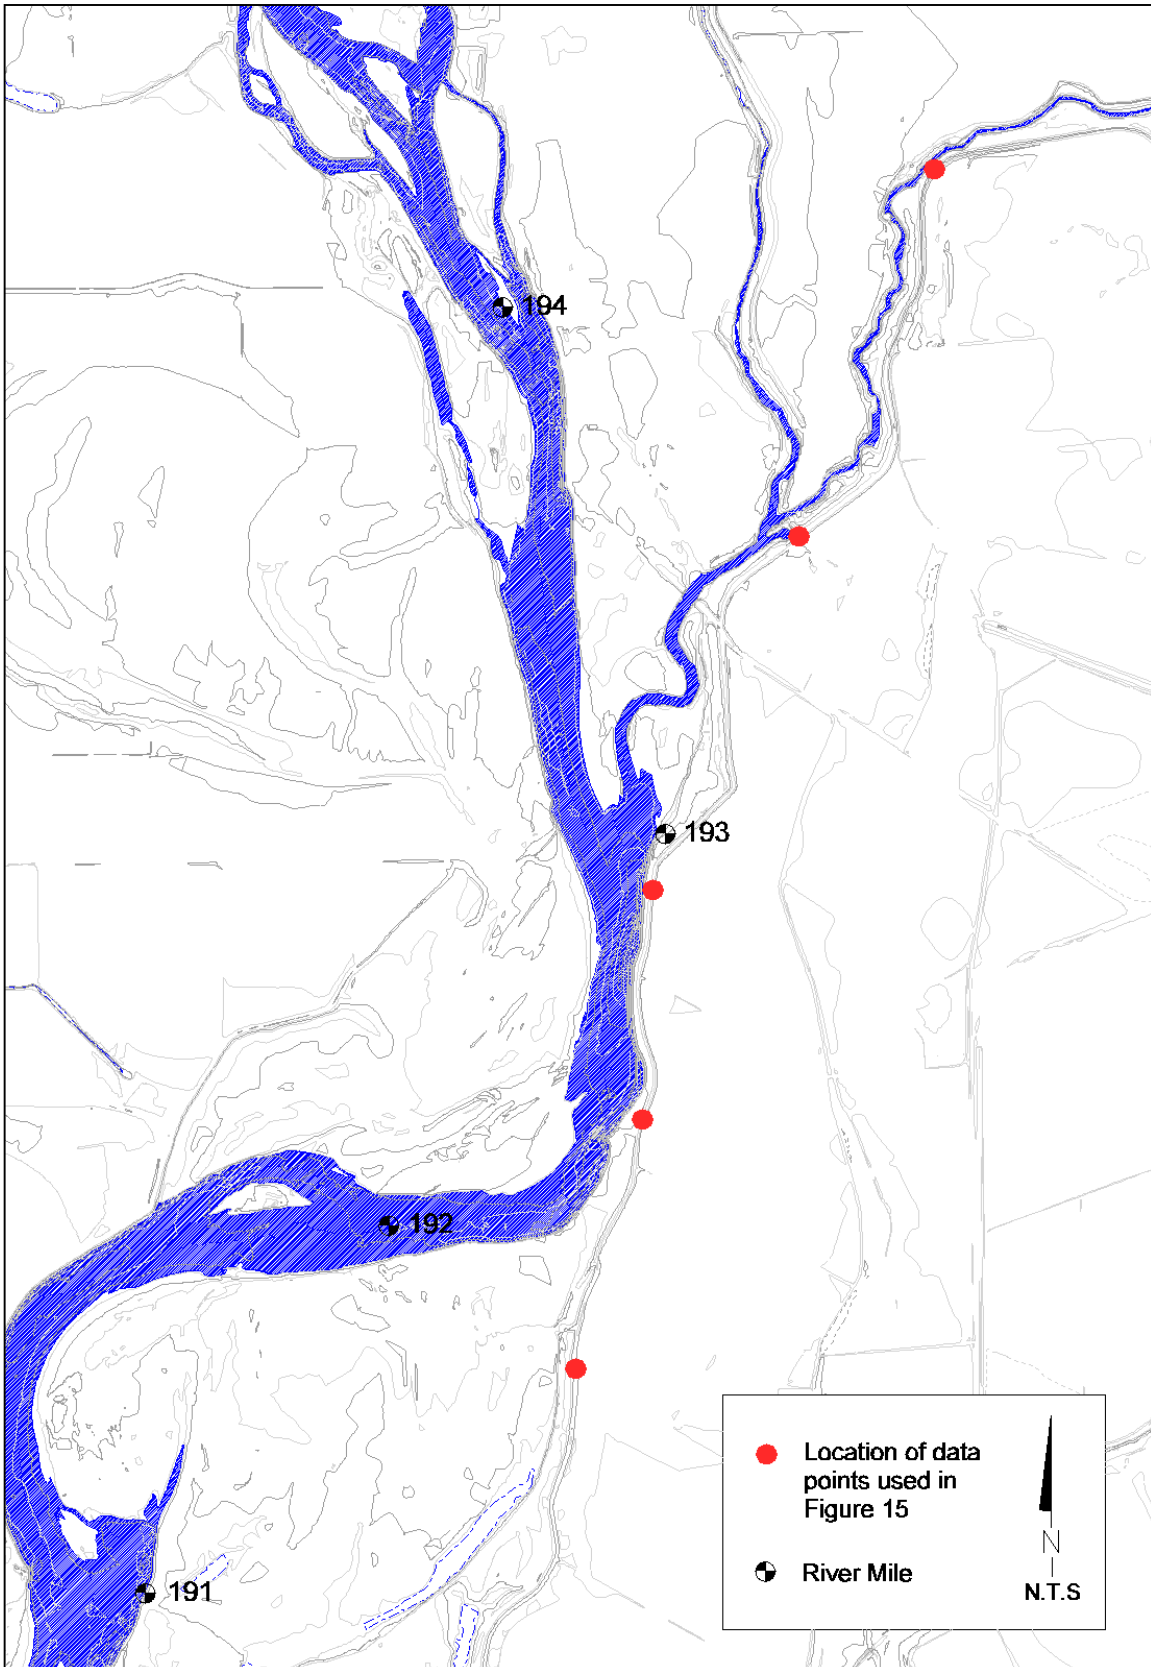 194
193
192
191
Location of data
points used in
Figure 15
River Mile
N
N.T.S